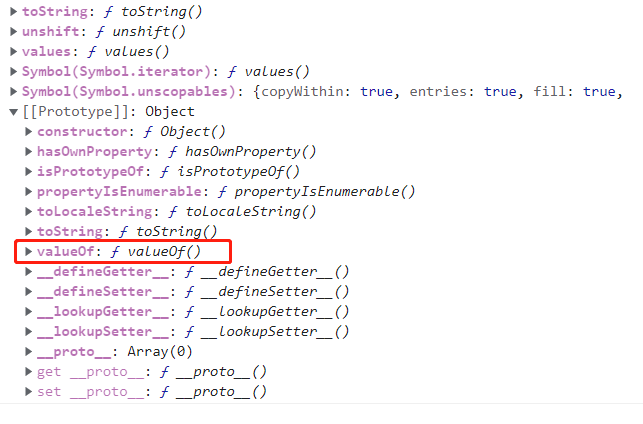 toString: ƒ toString()
unshift: ƒ unshift()
values: ƒ values()
Symbol(Symbol.iterator): ƒ values()
Symbol(Symbol.unscopables): {copyWithin: true, entries: true, fill: true,
[[Prototype]]: Object
constructor: ƒ Object()
hasOwnProperty: ƒ hasOwnProperty()
isPrototypeOf: ƒ isPrototypeOf()
propertyIsEnumerable: ƒ propertyIsEnumerable()
toLocaleString: ƒ toLocaleString()
toString: ƒ toString()
valueOf: ƒ valueOf()
__defineGetter__: ƒ __defineGetter__()
__defineSetter__: ƒ __defineSetter__()
__lookupGetter__: ƒ __lookupGetter__()
__lookupSetter__: ƒ __lookupSetter__()
__proto__: Array(0)
get __proto__: ƒ __proto__()
set __proto__: ƒ __proto__()